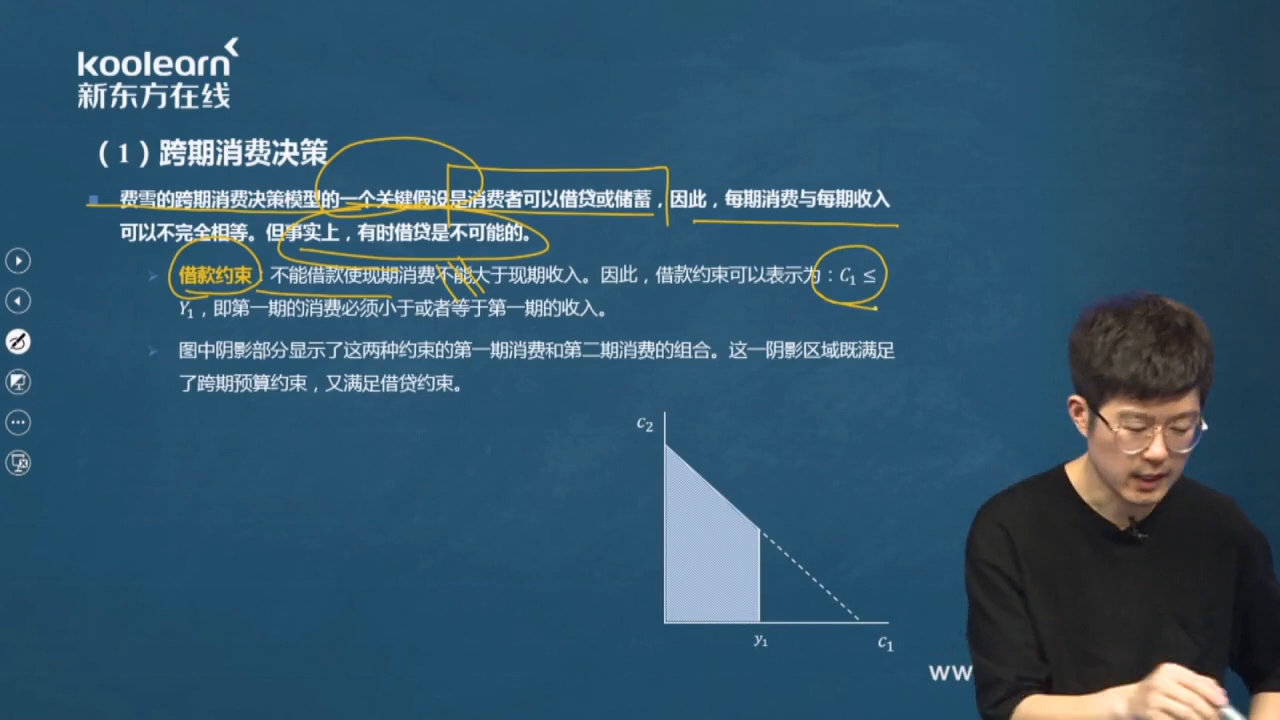 koolearn
新东方在线
（1）跨期消费决策
费雪的跨期消费决策模型的一个关键假设是消费者可以借贷或储蓄，因此，每期消费与每期收入
可以不完全相等。但事实上，有时借贷是不可能的。
借款约束：不能借款使现期消费不能大于现期收入。因此，借款约束可以表示为：C₁ ≤
Y₁，即第一期的消费必须小于或者等于第一期的收入。
图中阴影部分显示了这两种约束的第一期消费和第二期消费的组合。这一阴影区域既满足
了跨期预算约束，又满足借贷约束。
c₂
y₁
c₁
ww